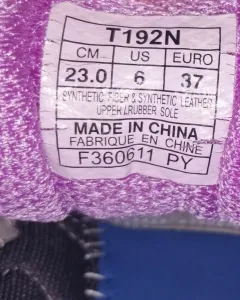 T192N
CM US EURO
23.0 6 37
SYNTHETIC FIBER & SYNTHETIC LEATHER
UPPER LRUBBER SOLE
MADE IN CHINA
FABRIQUE EN CHINE
F360611 PY